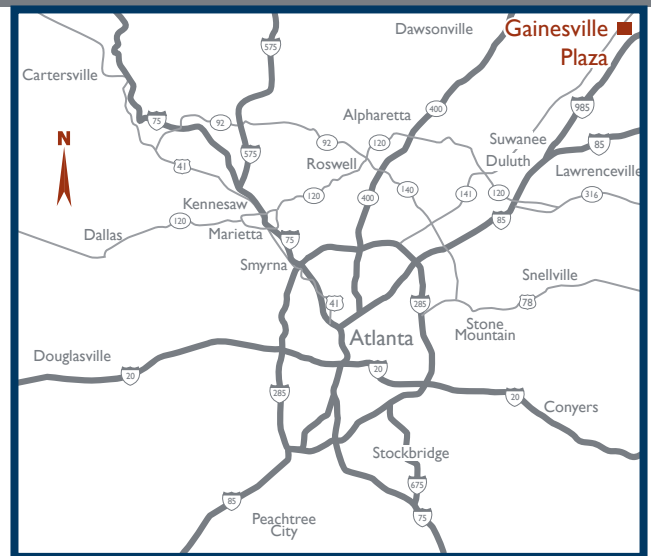 Dawsonville
Gainesville
Plaza
575
Cartersville
400
985
Alpharetta
75
92
92
120
Suwanee
85
N
Duluth
575
Roswell
41
Lawrenceville
120
400
140
141
120
316
Kennesaw
120
Marietta
85
Dallas
75
Smyrna
Snellville
41
285
78
Stone
Mountain
Atlanta
Douglasville
20
20
285
20
Conyers
Stockbridge
675
85
75
Peachtree
City